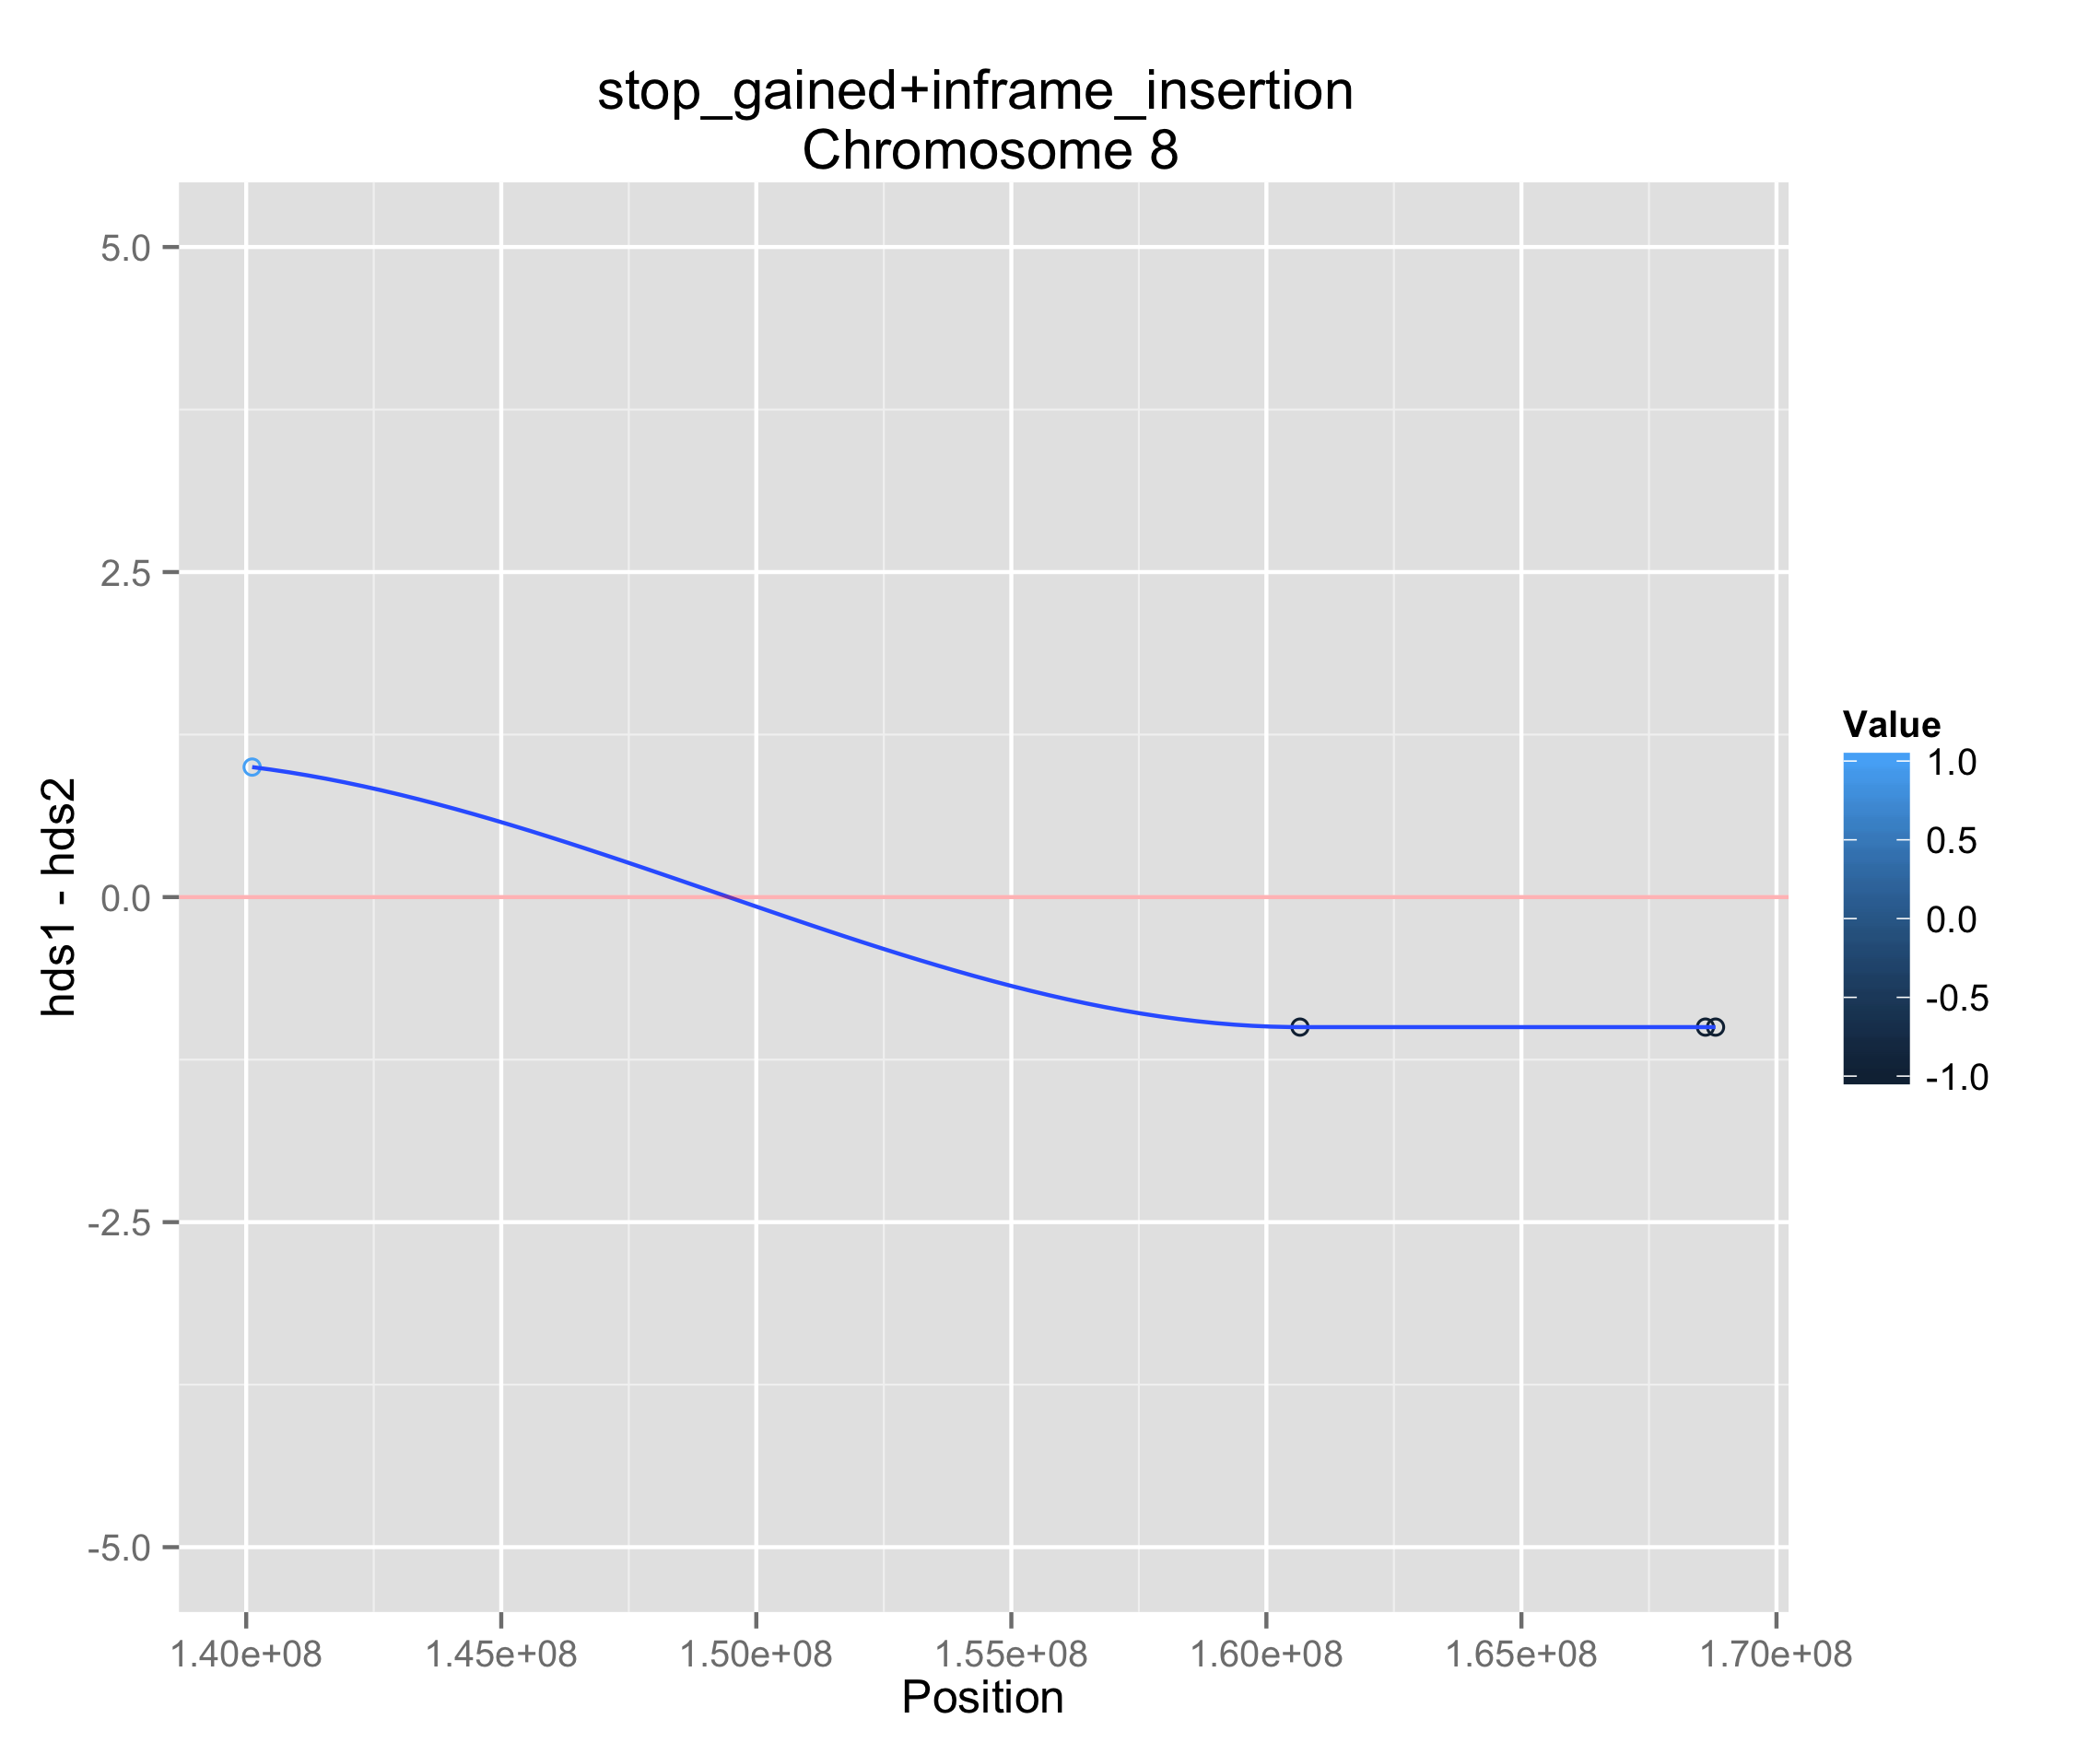 stop_gained+inframe_insertion
Chromosome 8
5.0
2.5
0.0
-2.5
-5.0
hds1 - hds2
1.40e+08 1.45e+08 1.50e+08 1.55e+08 1.60e+08 1.65e+08 1.70e+08
Position
Value
1.0
0.5
0.0
-0.5
-1.0